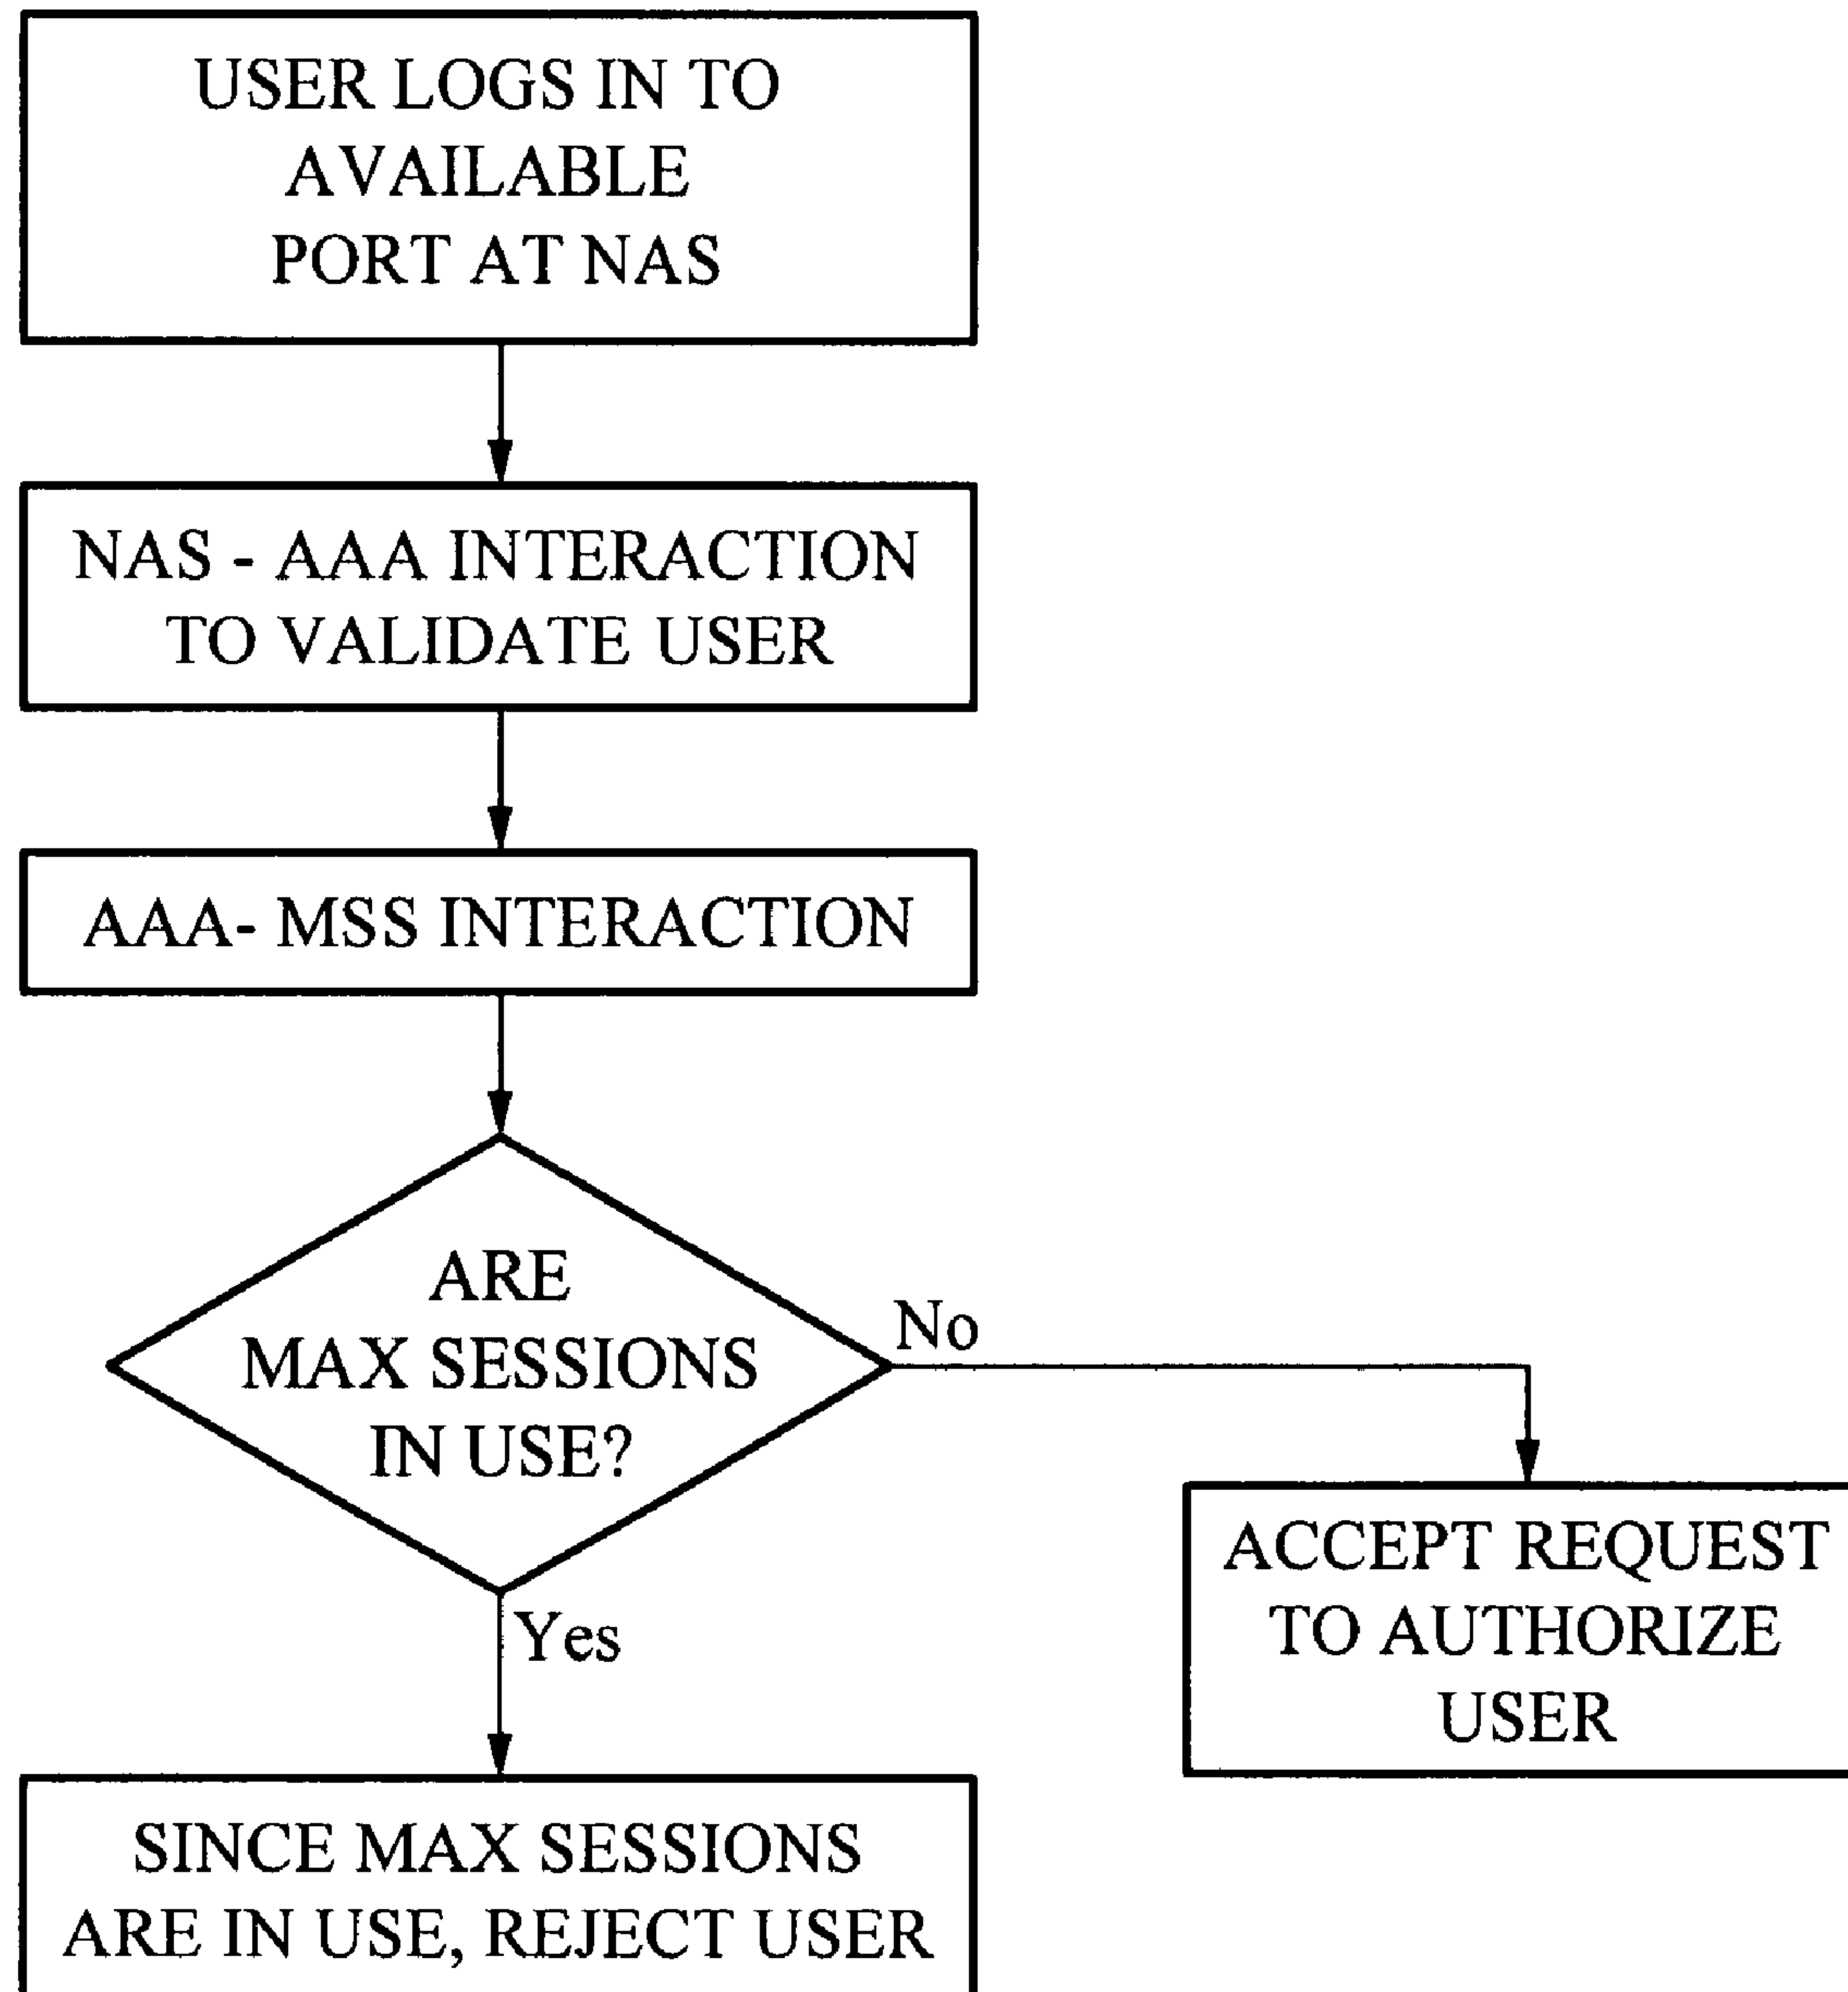 USER LOGS IN TO
AVAILABLE
PORT AT NAS
NAS - AAA INTERACTION
TO VALIDATE USER
AAA- MSS INTERACTION
ARE
MAX SESSIONS
IN USE?
No
Yes
ACCEPT REQUEST
TO AUTHORIZE
USER
SINCE MAX SESSIONS
ARE IN USE, REJECT USER